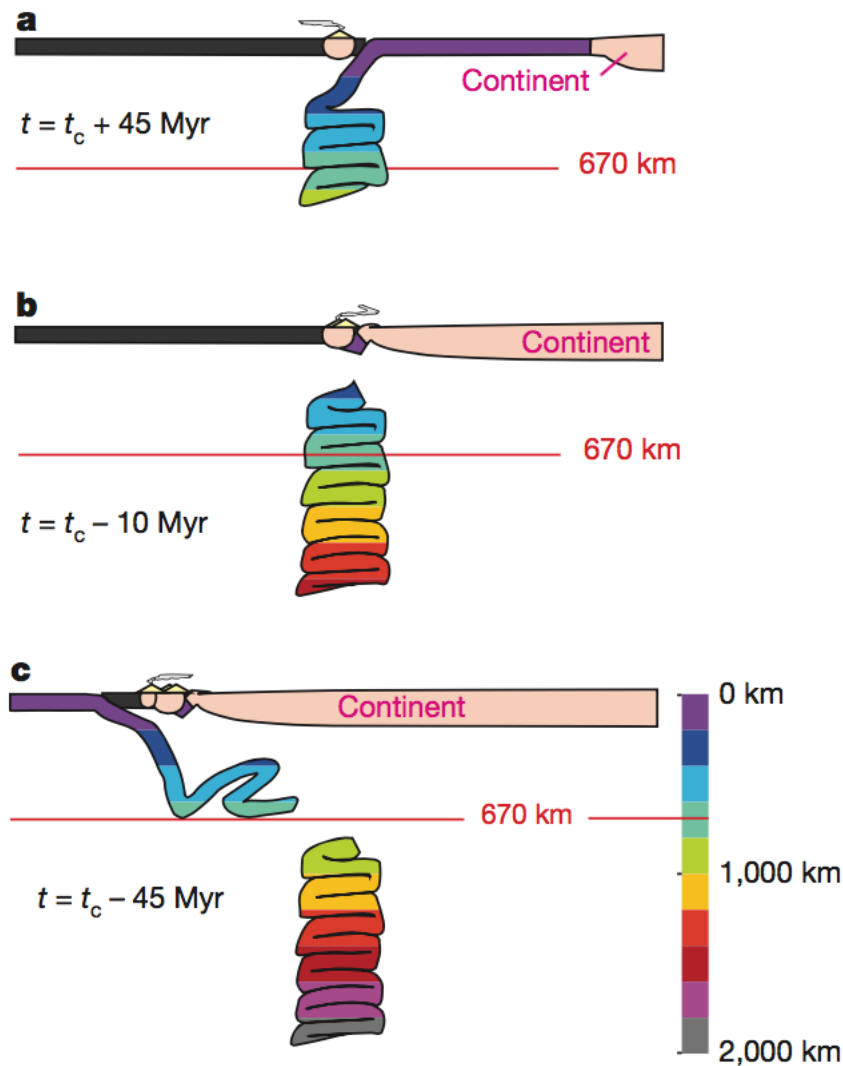 a
Continent
t = tc + 45 Myr
670 km
b
Continent
670 km
t = tc – 10 Myr
c
Continent
0 km
670 km
1,000 km
t = tc – 45 Myr
2,000 km